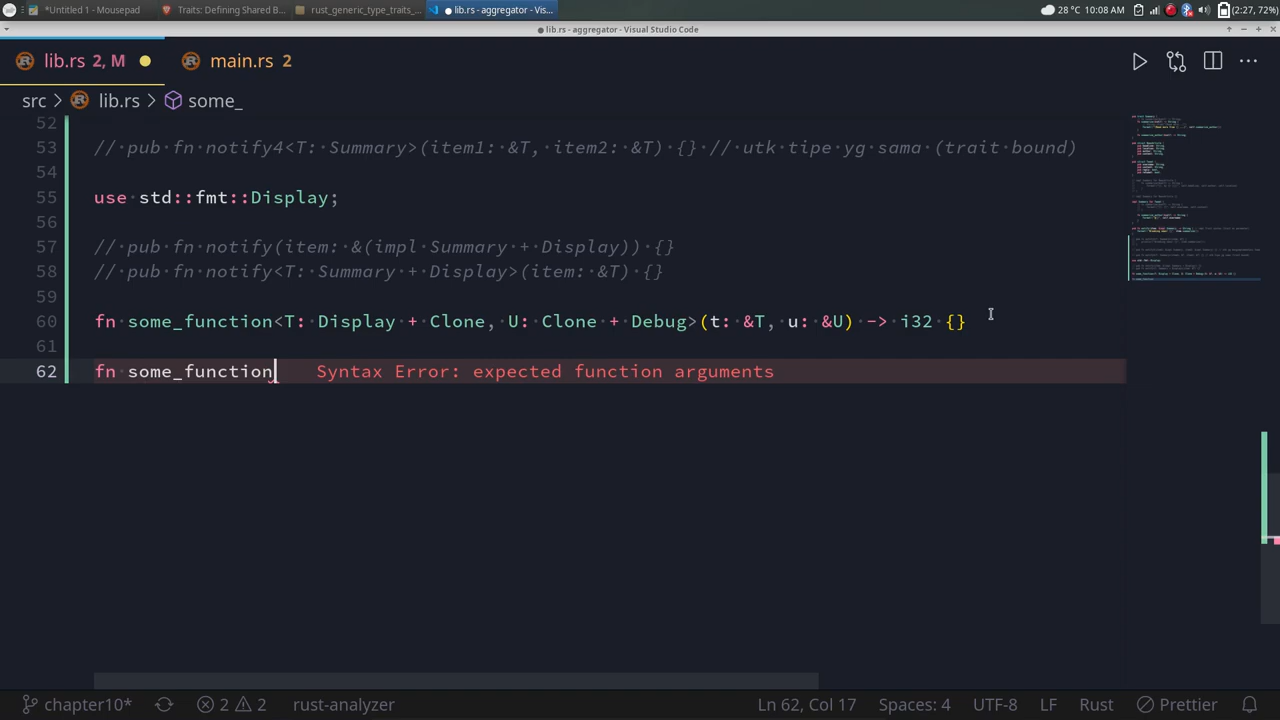 *Untitled 1 - Mousepad
Traits: Defining Shared B...
rust_generic_type_traits_...
● lib.rs - aggregator - Vis...
28 °C
10:08 AM
(2:27, 72%)
● lib.rs - aggregator - Visual Studio Code
lib.rs 2, M
main.rs 2
src > lib.rs > some_
52
53 // pub fn notify4<T: Summary>(item1: &T, item2: &T) {} // utk tipe yg sama (trait bound)
54
55 use std::fmt::Display;
56
57 // pub fn notify(item: &(impl Summary + Display)) {}
58 // pub fn notify<T: Summary + Display>(item: &T) {}
59
60 fn some_function<T: Display + Clone, U: Clone + Debug>(t: &T, u: &U) -> i32 {}
61
62 fn some_function Syntax Error: expected function arguments
chapter10* 2 2 rust-analyzer Ln 62, Col 17 Spaces: 4 UTF-8 LF Rust Prettier